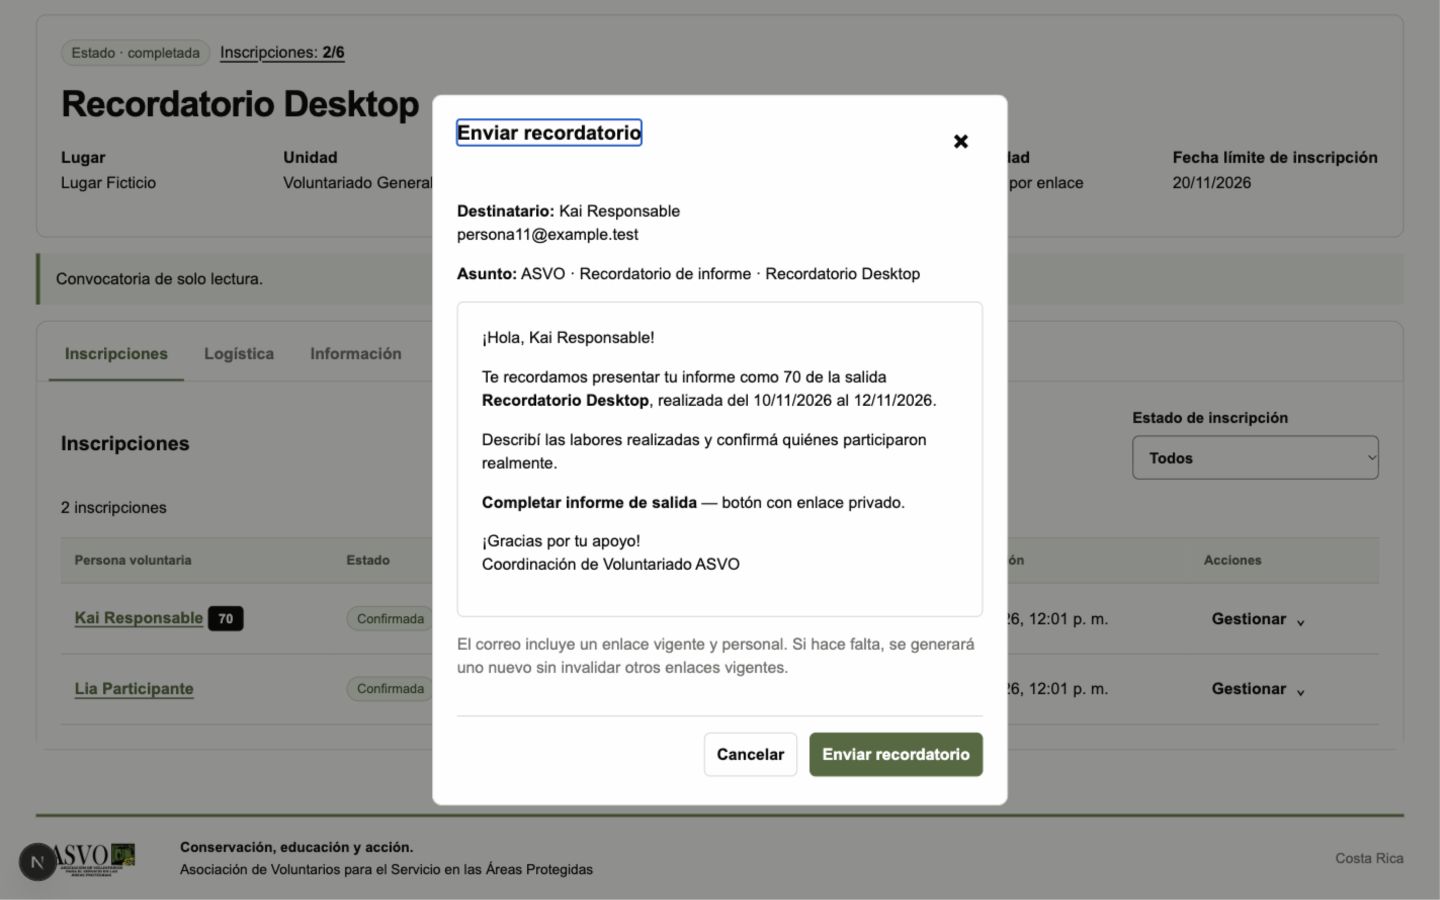 Estado · completada
Inscripciones: 2/6
Recordatorio Desktop
Lugar
Lugar Ficticio
Unidad
Voluntariado General
lad
por enlace
Fecha límite de inscripción
20/11/2026
Convocatoria de solo lectura.
Inscripciones
Logística
Información
Inscripciones
Estado de inscripción
Todos
2 inscripciones
Persona voluntaria
Estado
ón
Acciones
Kai Responsable 70
Confirmada
26, 12:01 p. m.
Gestionar
Lia Participante
Confirmada
26, 12:01 p. m.
Gestionar
Enviar recordatorio
Destinatario: Kai Responsable
persona11@example.test
Asunto: ASVO · Recordatorio de informe · Recordatorio Desktop
¡Hola, Kai Responsable!
Te recordamos presentar tu informe como 70 de la salida
Recordatorio Desktop, realizada del 10/11/2026 al 12/11/2026.
Describí las labores realizadas y confirmá quiénes participaron
realmente.
Completar informe de salida — botón con enlace privado.
¡Gracias por tu apoyo!
Coordinación de Voluntariado ASVO
El correo incluye un enlace vigente y personal. Si hace falta, se generará
uno nuevo sin invalidar otros enlaces vigentes.
Cancelar
Enviar recordatorio
N
ASVO
Conservación, educación y acción.
Asociación de Voluntarios para el Servicio en las Áreas Protegidas
Costa Rica